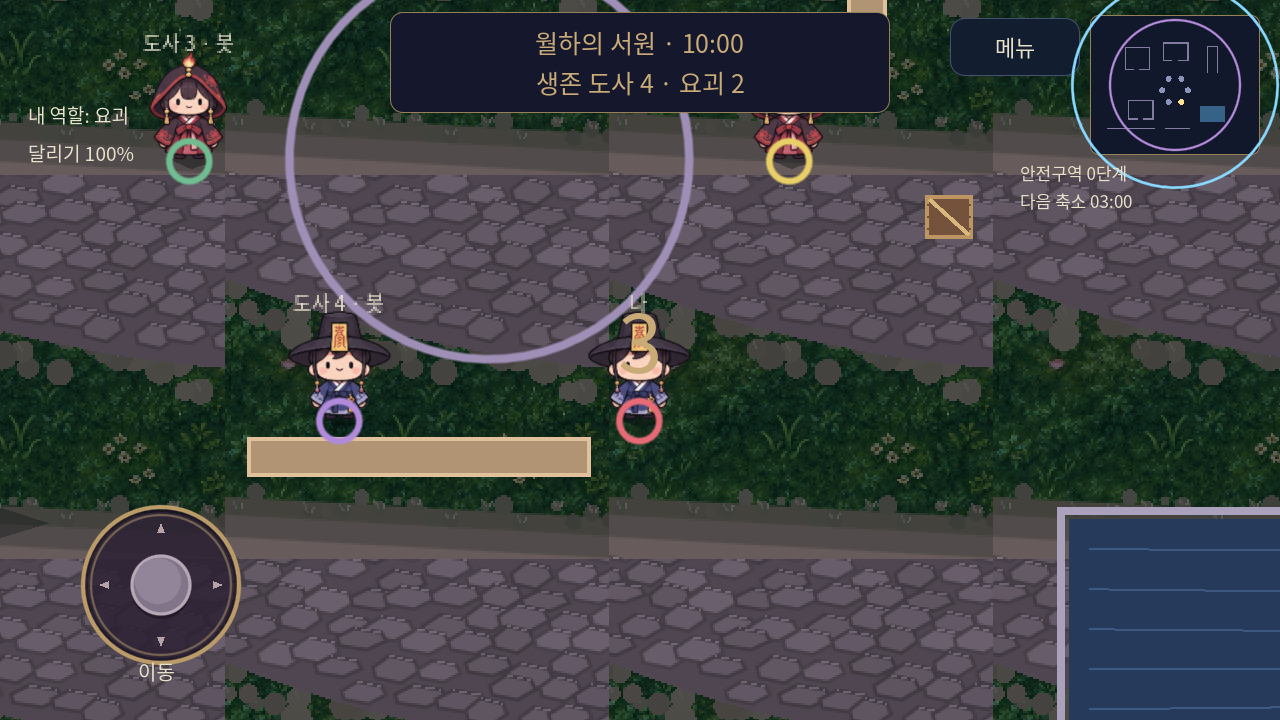 월하의 서원 · 10:00
생존 도사 4 · 요괴 2
메뉴
도사 3 · 붓
내 역할: 요괴
달리기 100%
안전구역 0단계
다음 축소 03:00
도사 4 · 붓
나
3
이동